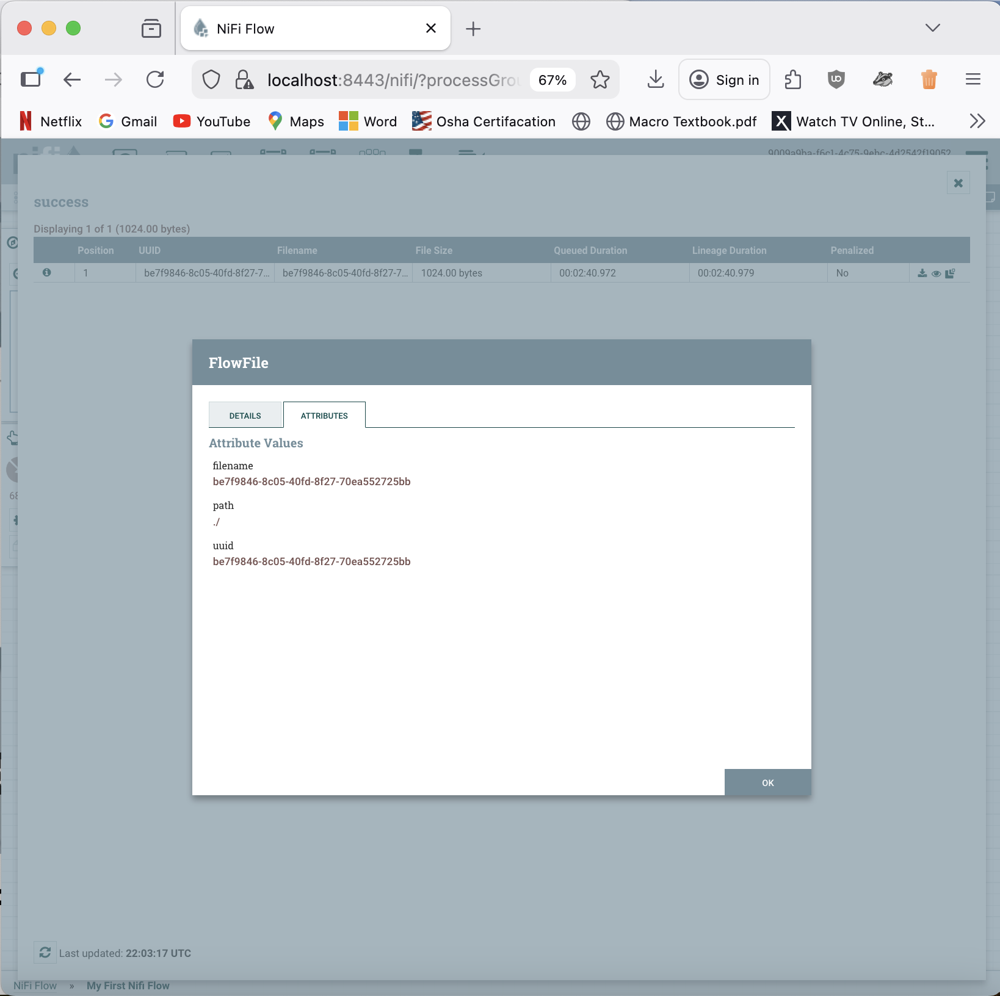 NiFi Flow
localhost:8443/nifi/?processGrou
67%
Sign in
Netflix
Gmail
YouTube
Maps
Word
Osha Certifacation
Macro Textbook.pdf
Watch TV Online, St...
9009a9ba-f6c1-4c75-9ebc-4d2542f19052
success
Displaying 1 of 1 (1024.00 bytes)
Position UUID Filename File Size Queued Duration Lineage Duration Penalized
1 be7f9846-8c05-40fd-8f27-7... be7f9846-8c05-40fd-8f27-7... 1024.00 bytes 00:02:40.972 00:02:40.979 No
FlowFile
DETAILS ATTRIBUTES
Attribute Values
filename
be7f9846-8c05-40fd-8f27-70ea552725bb
path
./
uuid
be7f9846-8c05-40fd-8f27-70ea552725bb
OK
Last updated: 22:03:17 UTC
NiFi Flow » My First Nifi Flow